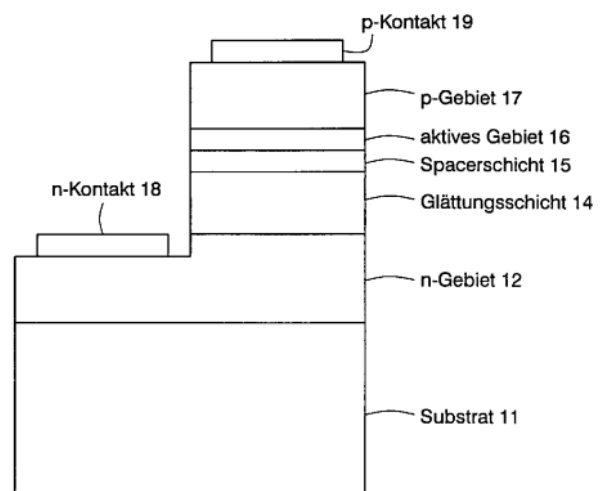 p-Kontakt 19
p-Gebiet 17
aktives Gebiet 16
Spacerschicht 15
n-Kontakt 18
Glättungsschicht 14
n-Gebiet 12
Substrat 11